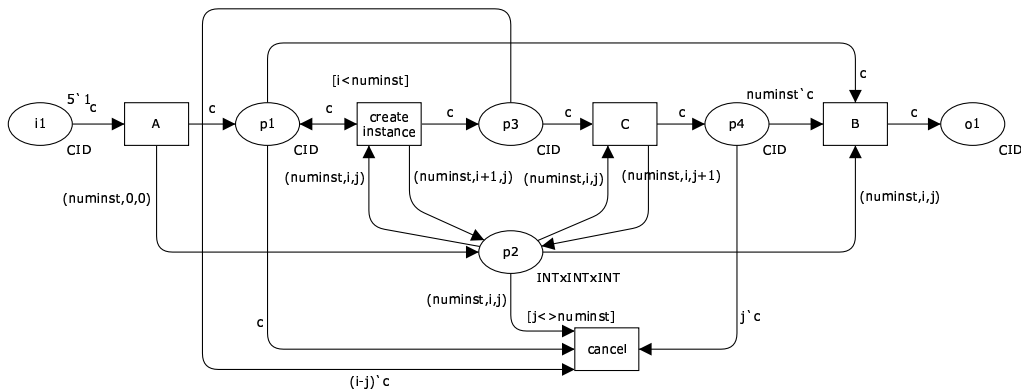 [i<numinst]
5`1
c
numinst`c
c
i1
A
c
p1
c
create
instance
c
p3
c
C
c
p4
B
c
o1
CID
CID
CID
CID
CID
(numinst,i,j)
(numinst,i+1,j)
(numinst,i,j)
(numinst,i,j+1)
(numinst,0,0)
(numinst,i,j)
p2
INTxINTxINT
(numinst,i,j)
[j<>numinst]
c
j`c
cancel
(i-j)`c